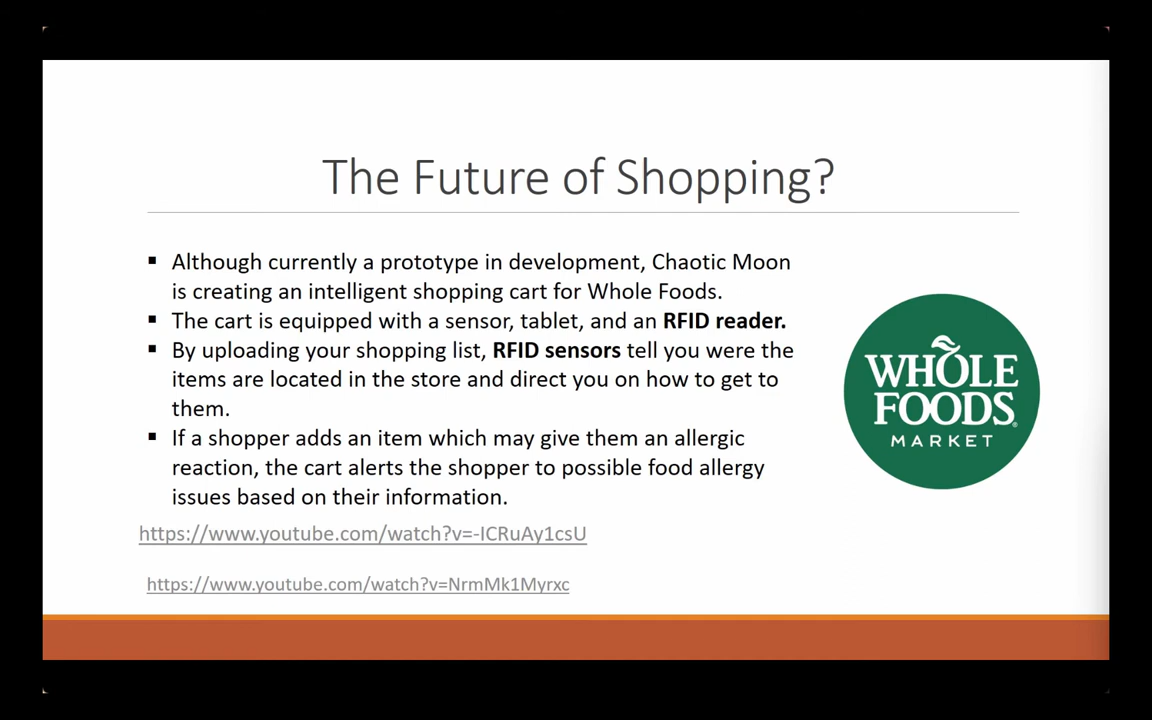 The Future of Shopping?
▪ Although currently a prototype in development, Chaotic Moon
is creating an intelligent shopping cart for Whole Foods.
▪ The cart is equipped with a sensor, tablet, and an RFID reader.
▪ By uploading your shopping list, RFID sensors tell you were the
items are located in the store and direct you on how to get to
them.
▪ If a shopper adds an item which may give them an allergic
reaction, the cart alerts the shopper to possible food allergy
issues based on their information.
https://www.youtube.com/watch?v=-ICRuAy1csU
https://www.youtube.com/watch?v=NrmMk1Myrxc
WHOLE
FOODS®
MARKET